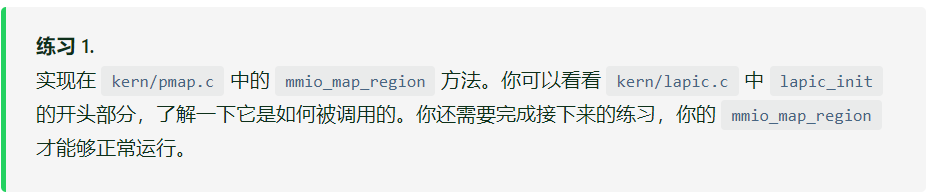 练习 1.
实现在 kern/pmap.c 中的 mmio_map_region 方法。你可以看看 kern/lapic.c 中 lapic_init
的开头部分，了解一下它是如何被调用的。你还需要完成接下来的练习，你的 mmio_map_region
才能够正常运行。